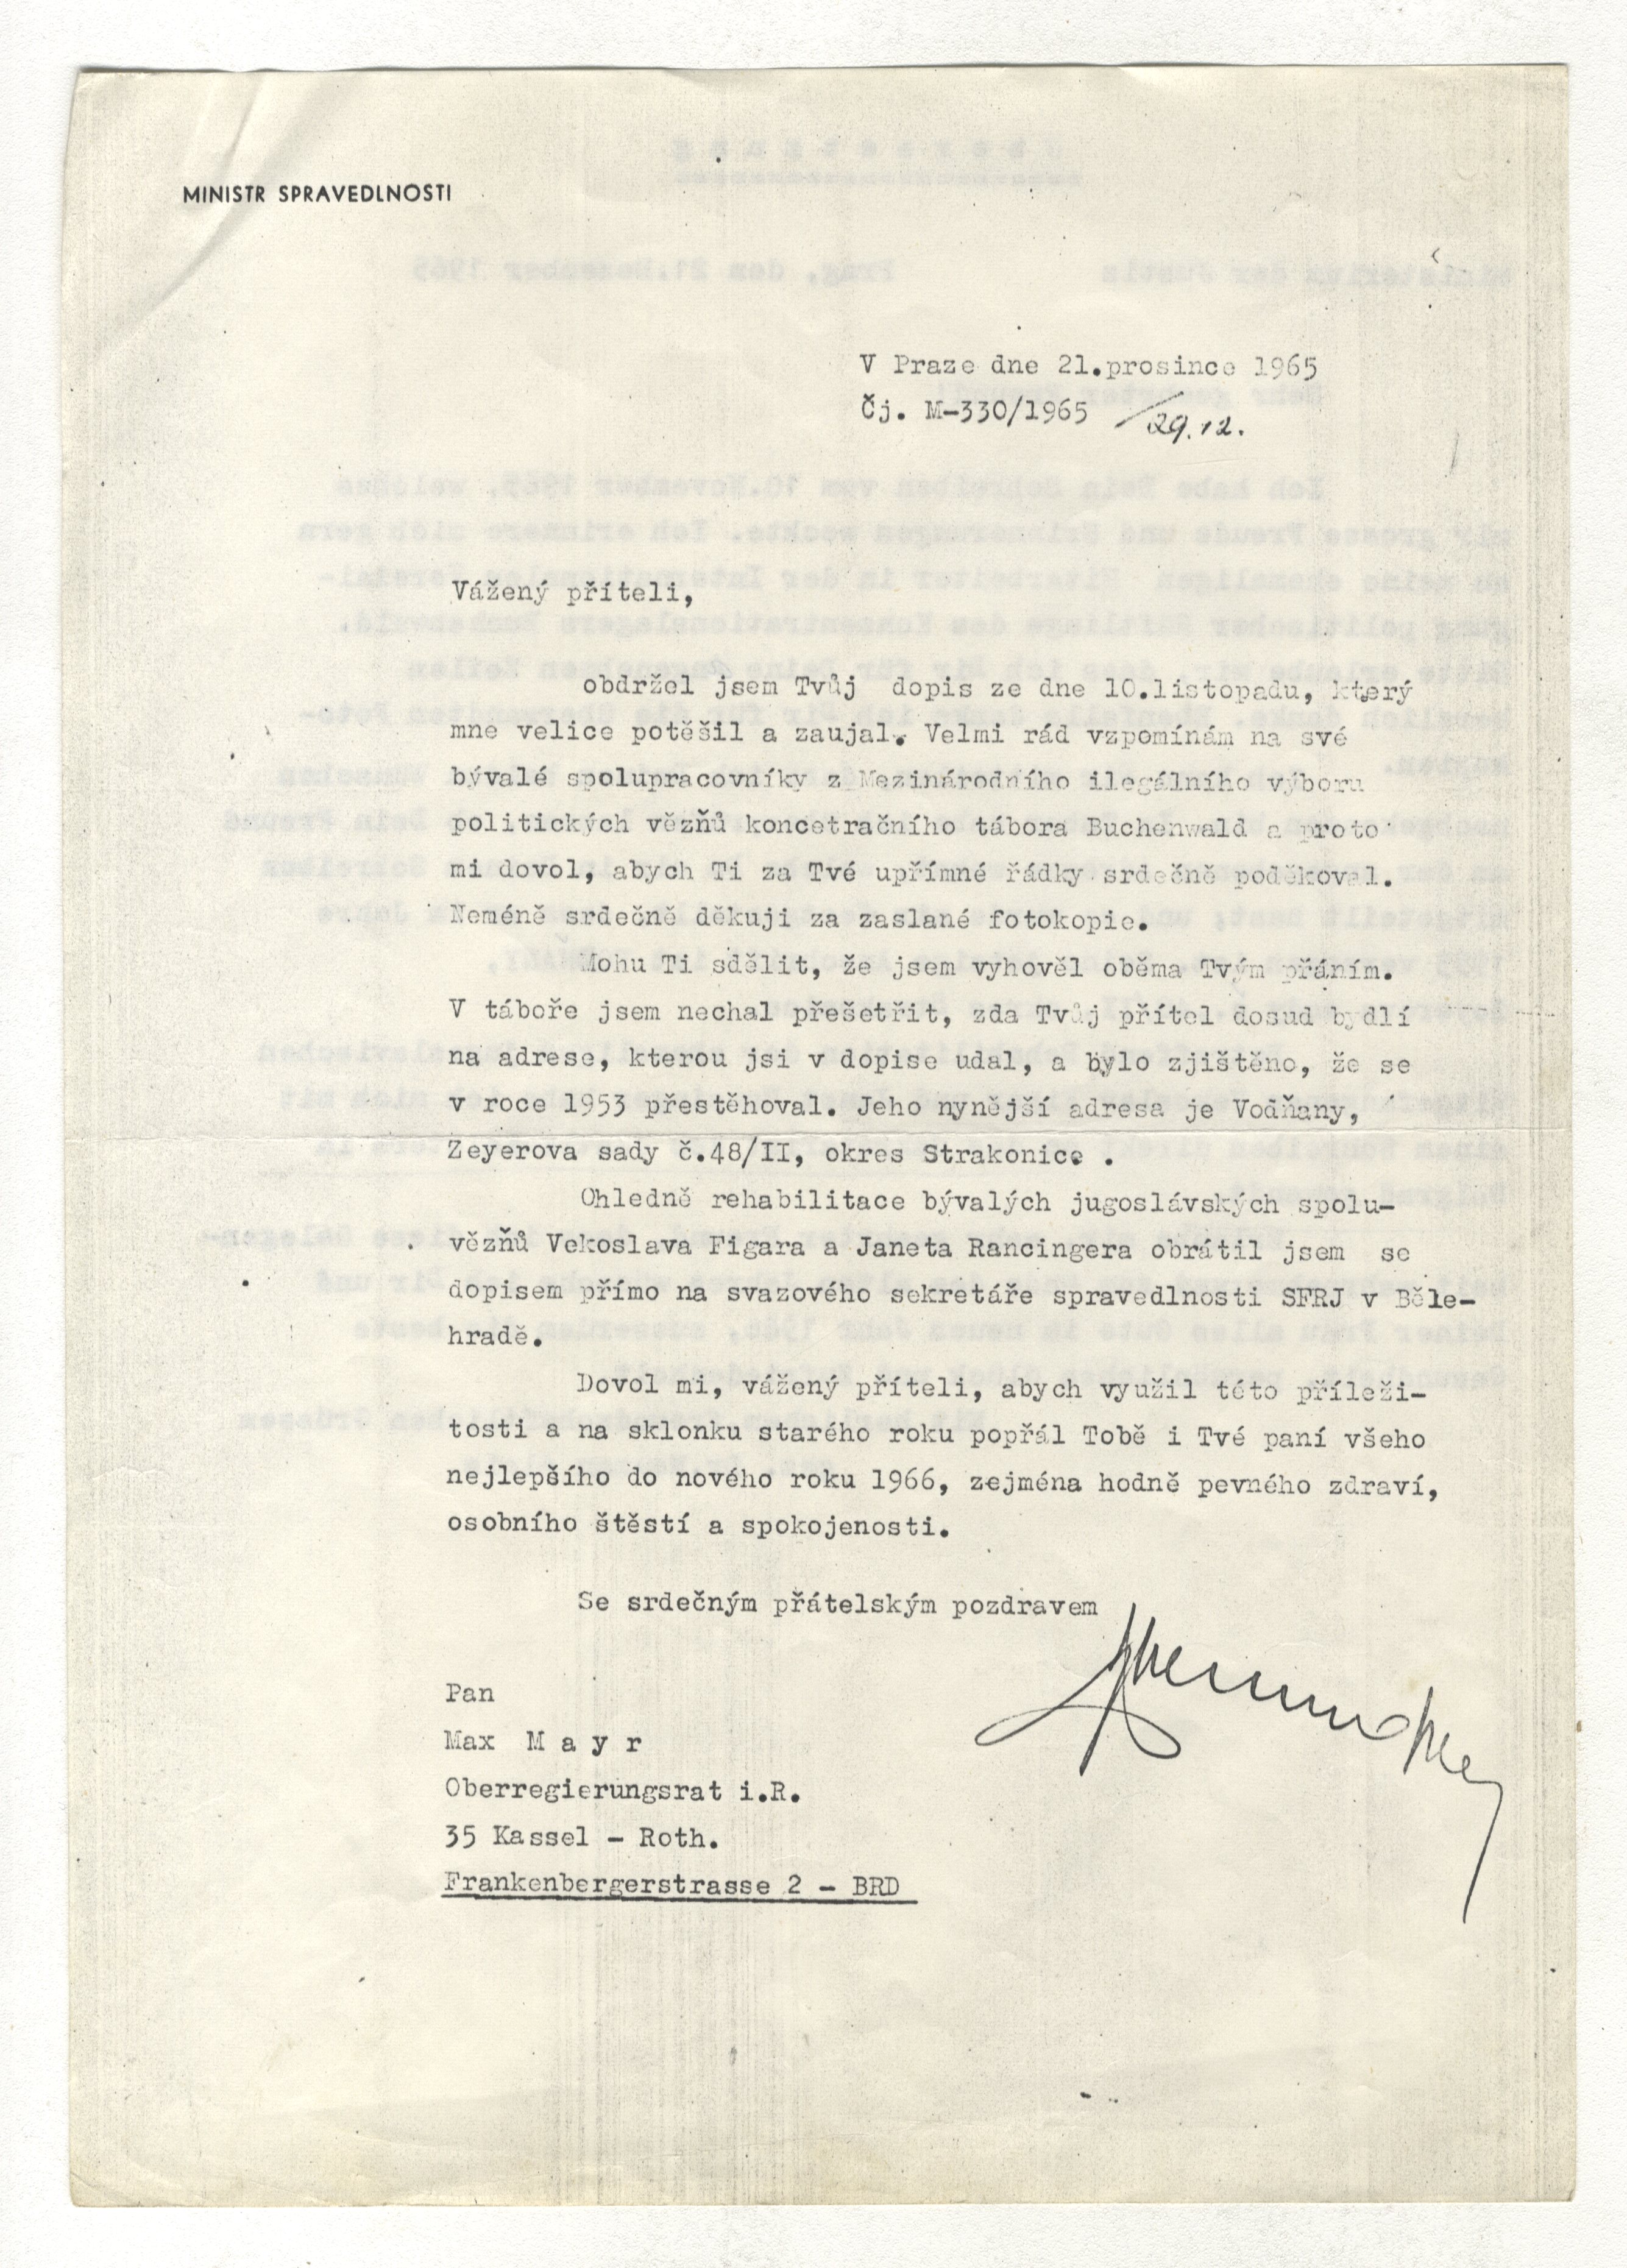 MINISTR SPRAVEDLNOSTI
V Praze dne 21.prosince 1965
Čj. M-330/1965 /29.12.
Vážený příteli,
obdržel jsem Tvůj dopis ze dne 10.listopadu, který
mne velice potěšil a zaujal. Velmi rád vzpomínám na své
bývalé spolupracovníky z Mezinárodního ilegálního výboru
politických vězňů koncetračního tábora Buchenwald a proto
mi dovol, abych Ti za Tvé upřímné řádky srdečně poděkoval.
Neméně srdečně děkuji za zaslané fotokopie.
Mohu Ti sdělit, že jsem vyhověl oběma Tvým přáním.
V táboře jsem nechal přešetřit, zda Tvůj přítel dosud bydlí
na adrese, kterou jsi v dopise udal, a bylo zjištěno, že se
v roce 1953 přestěhoval. Jeho nynější adresa je Vodňany,
Zeyerova sady č.48/II, okres Strakonice .
Ohledně rehabilitace bývalých jugoslávských spolu-
vězňů Vekoslava Figara a Janeta Rancingera obrátil jsem se
dopisem přímo na svazového sekretáře spravedlnosti SFRJ v Běle-
hradě.
Dovol mi, vážený příteli, abych využil této příleži-
tosti a na sklonku starého roku popřál Tobě i Tvé paní všeho
nejlepšího do nového roku 1966, zejména hodně pevného zdraví,
osobního štěstí a spokojenosti.
Se srdečným přátelským pozdravem
Pan
Max M a y r
Oberregierungsrat i.R.
35 Kassel - Roth.
Frankenbergerstrasse 2 - BRD